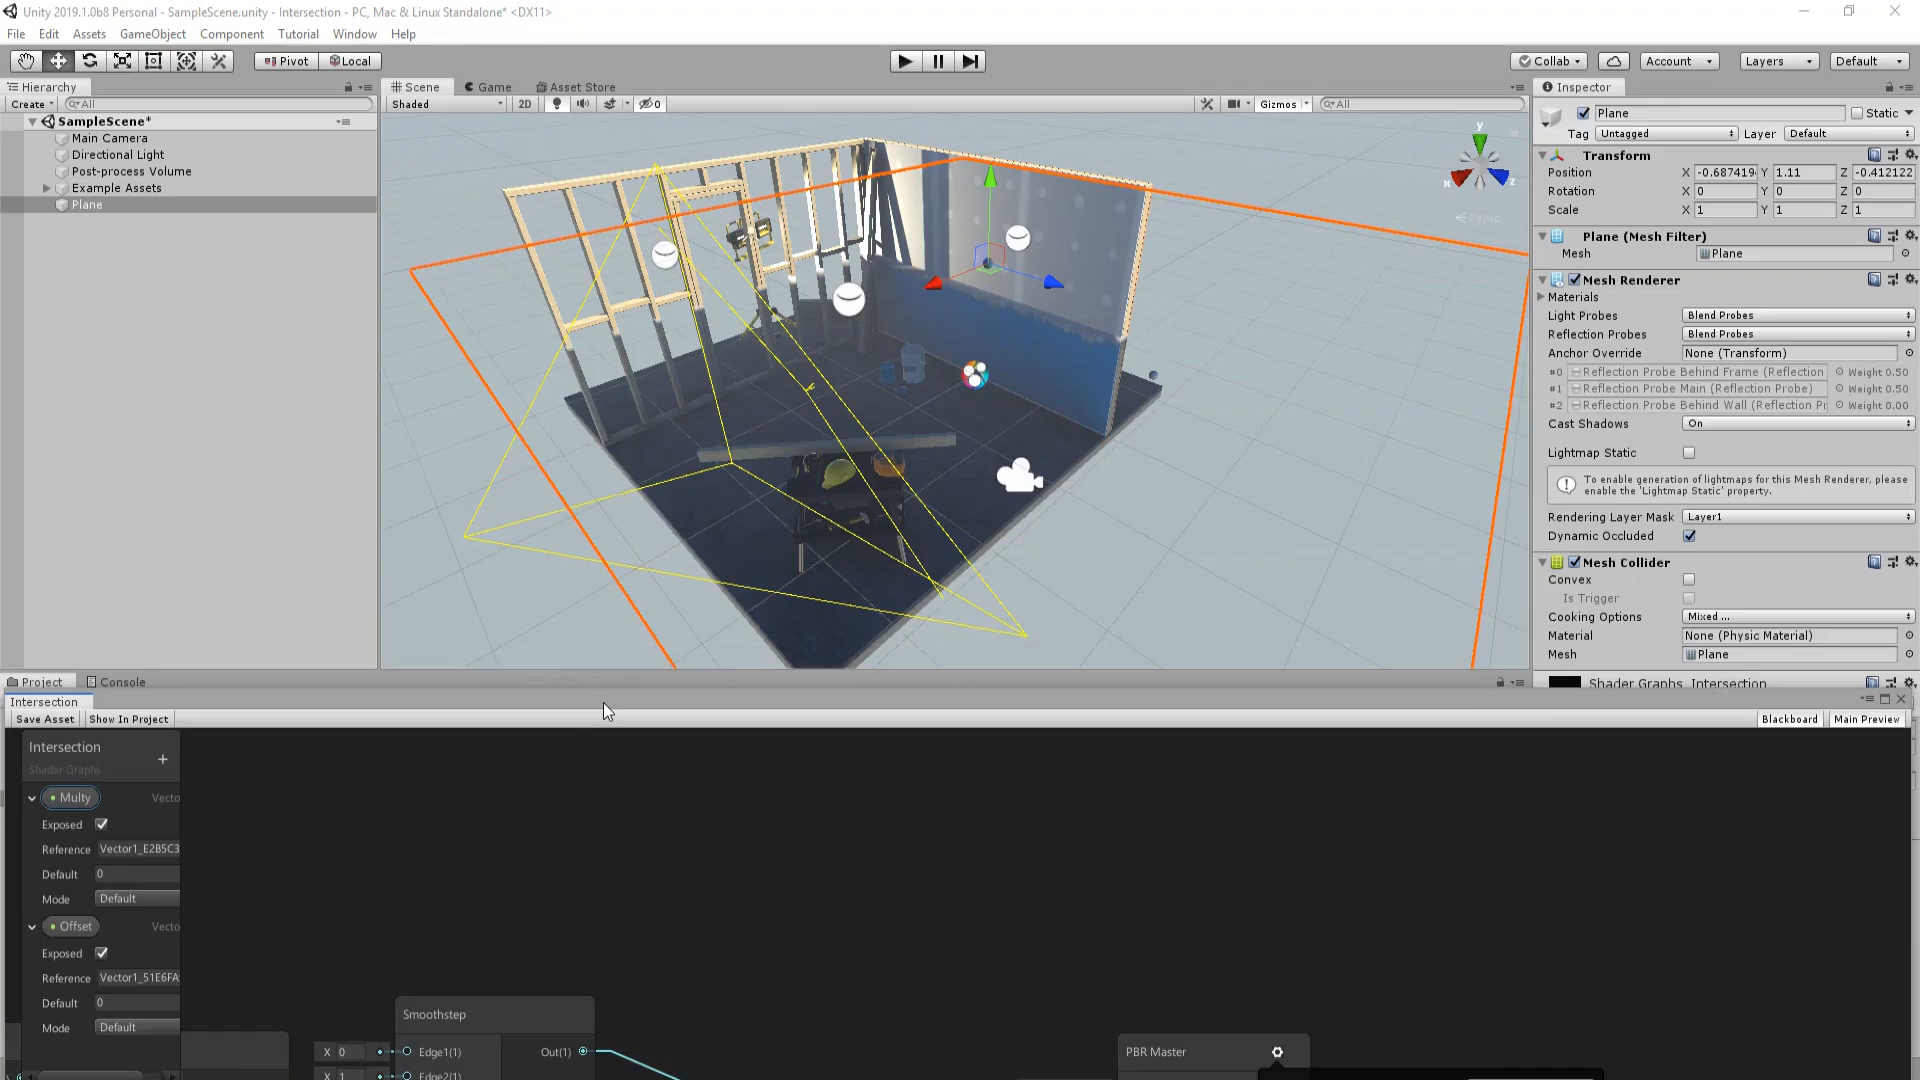 Unity 2019.1.0b8 Personal - SampleScene.unity - Intersection - PC, Mac & Linux Standalone* <DX11>
File Edit Assets GameObject Component Tutorial Window Help
Pivot Local Collab Account Layers Default
Hierarchy
Create All
SampleScene*
Main Camera
Directional Light
Post-process Volume
Example Assets
Plane
Scene Game Asset Store
Shaded 2D 0 Gizmos All
y
x z
Persp
Inspector
Plane Static
Tag Untagged Layer Default
Transform
Position X -0.687419 Y 1.11 Z -0.412122
Rotation X 0 Y 0 Z 0
Scale X 1 Y 1 Z 1
Plane (Mesh Filter)
Mesh Plane
Mesh Renderer
Materials
Light Probes Blend Probes
Reflection Probes Blend Probes
Anchor Override None (Transform)
#0 Reflection Probe Behind Frame (Reflection Weight 0.50
#1 Reflection Probe Main (Reflection Probe) Weight 0.50
#2 Reflection Probe Behind Wall (Reflection Pr Weight 0.00
Cast Shadows On
Lightmap Static
To enable generation of lightmaps for this Mesh Renderer, please
enable the 'Lightmap Static' property.
Rendering Layer Mask Layer1
Dynamic Occluded
Mesh Collider
Convex
Is Trigger
Cooking Options Mixed ...
Material None (Physic Material)
Mesh Plane
Shader Graphs_Intersection
Project Console
Intersection
Save Asset Show In Project Blackboard Main Preview
Intersection
Shader Graphs
Multy Vecto
Exposed
Reference Vector1_E2B5C3
Default 0
Mode Default
Offset Vecto
Exposed
Reference Vector1_51E6FA
Default 0
Mode Default
Smoothstep
X 0 Edge1(1) Out(1)
X 1 Edge2(1)
PBR Master